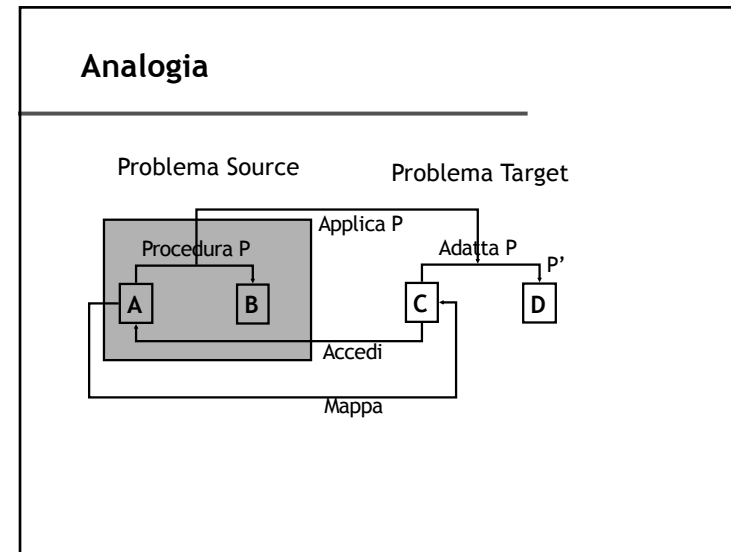 Analogia
Problema Source
Problema Target
Applica P
Procedura P
Adatta P
P’
A
B
C
D
Accedi
Mappa